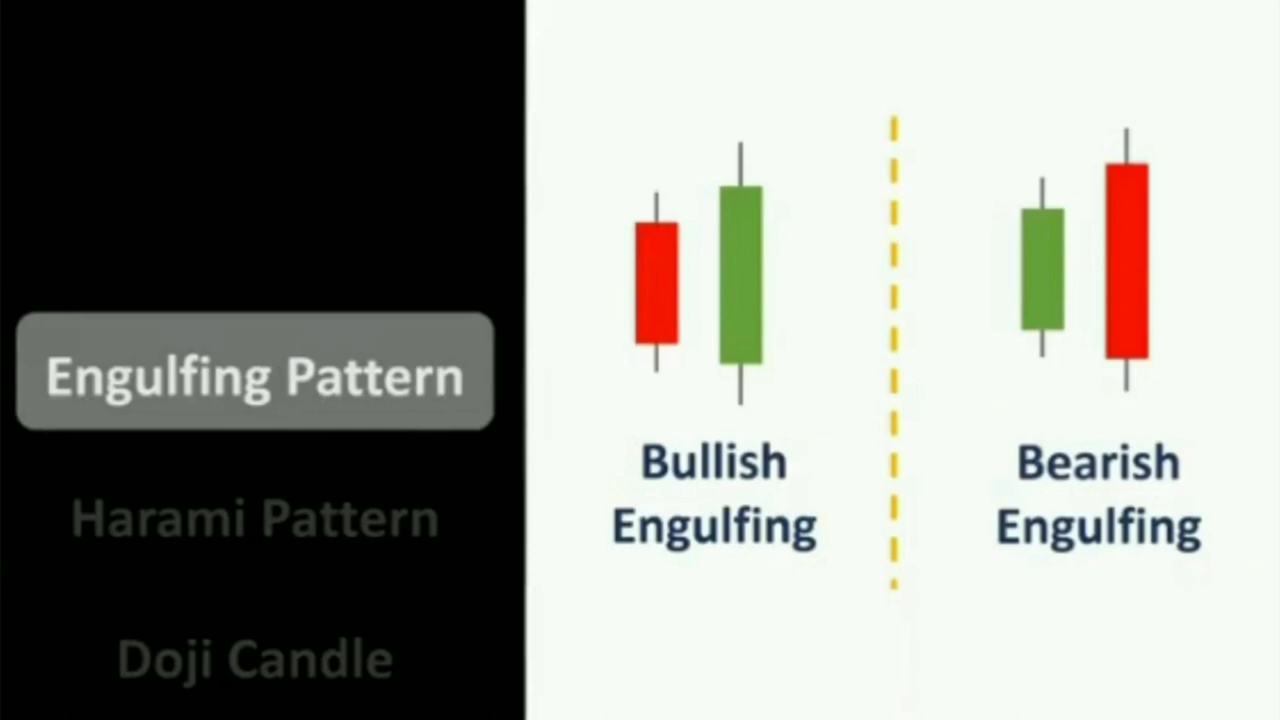 Engulfing Pattern
Harami Pattern
Doji Candle
Bullish
Engulfing
Bearish
Engulfing